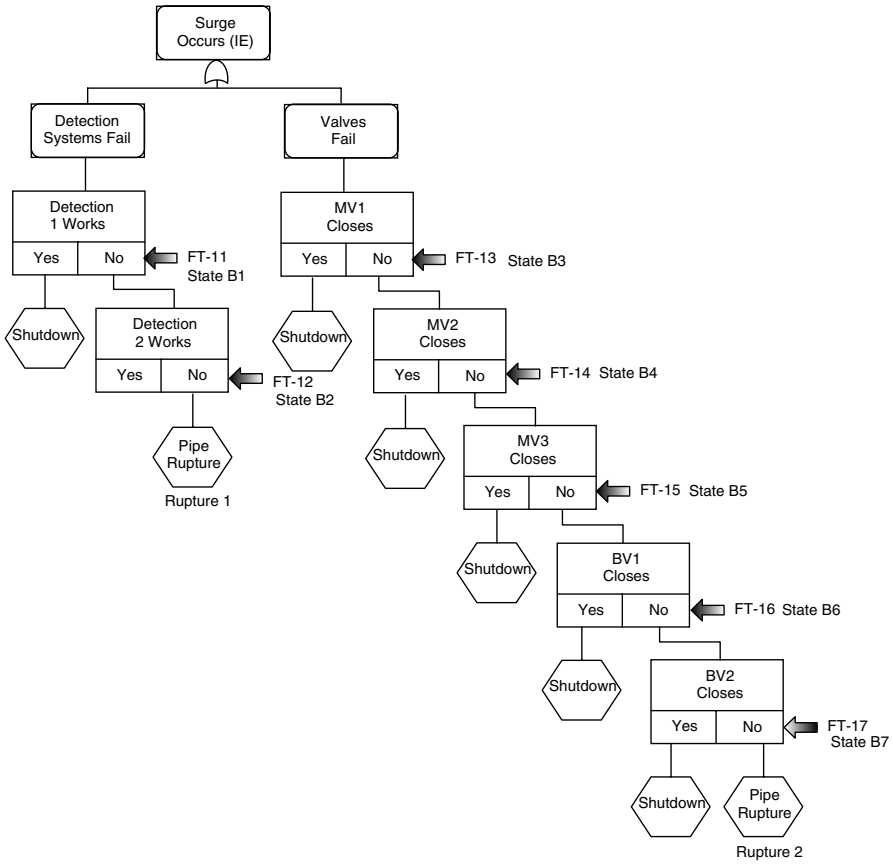 Surge
Occurs (IE)
Detection
Systems Fail
Valves
Fail
Detection
1 Works
Yes
No
FT-11
State B1
MV1
Closes
Yes
No
FT-13 State B3
Shutdown
Detection
2 Works
Yes
No
FT-12
State B2
Shutdown
MV2
Closes
Yes
No
FT-14 State B4
Pipe
Rupture
Rupture 1
Shutdown
MV3
Closes
Yes
No
FT-15 State B5
Shutdown
BV1
Closes
Yes
No
FT-16 State B6
Shutdown
BV2
Closes
Yes
No
FT-17
State B7
Shutdown
Pipe
Rupture
Rupture 2